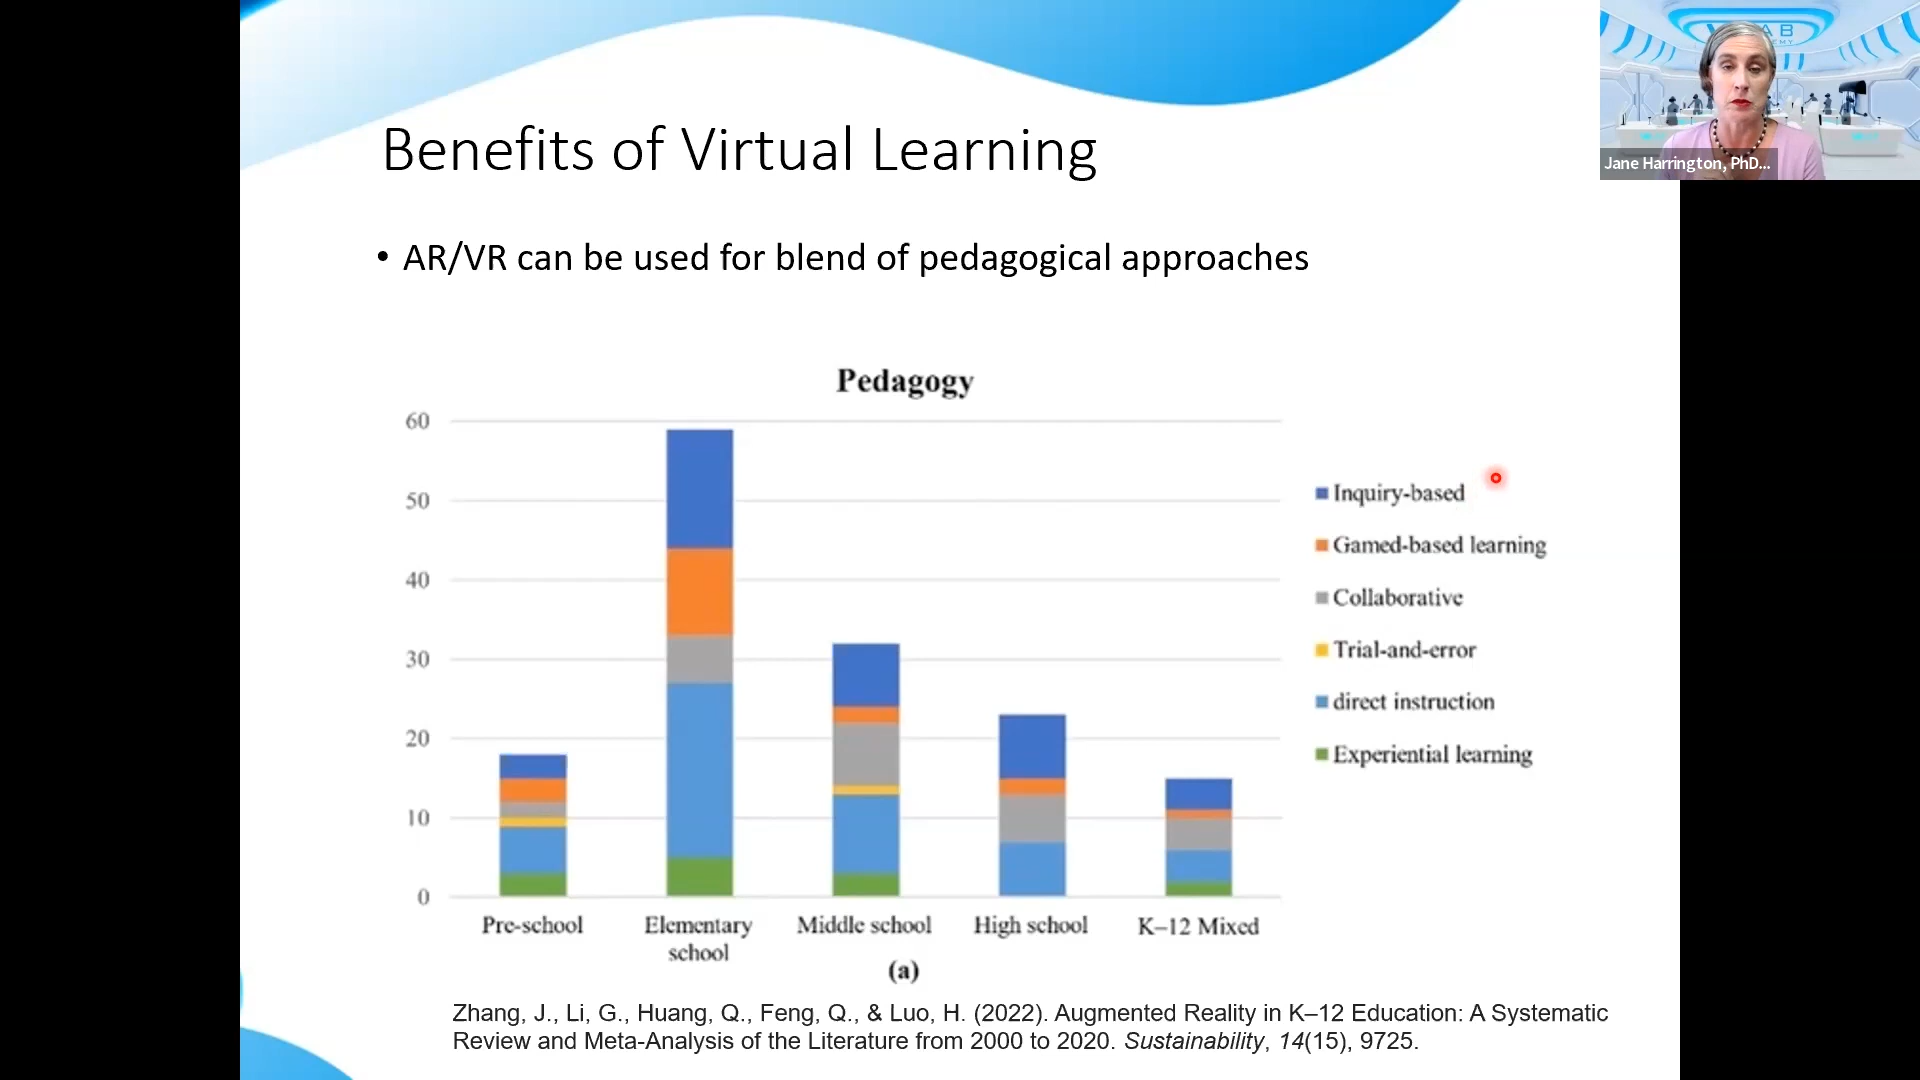 Benefits of Virtual Learning
Jane Harrington, PhD...
• AR/VR can be used for blend of pedagogical approaches
Pedagogy
60
50
40
30
20
10
0
Inquiry-based
Gamed-based learning
Collaborative
Trial-and-error
direct instruction
Experiential learning
Pre-school
Elementary
school
Middle school
High school
K–12 Mixed
(a)
Zhang, J., Li, G., Huang, Q., Feng, Q., & Luo, H. (2022). Augmented Reality in K–12 Education: A Systematic
Review and Meta-Analysis of the Literature from 2000 to 2020. Sustainability, 14(15), 9725.